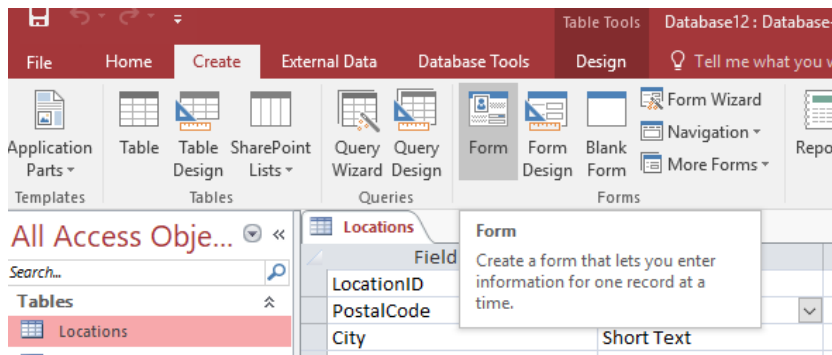 Table Tools Database12 : Database-
File Home Create External Data Database Tools Design Tell me what you w
Application Parts
Table
Table Design
SharePoint Lists
Query Wizard
Query Design
Form
Form Design
Blank Form
Form Wizard
Navigation
More Forms
Repo
Templates Tables Queries Forms
All Access Obje...
Search...
Tables
Locations
Locations
Field
LocationID
PostalCode
City Short Text
Form
Create a form that lets you enter
information for one record at a
time.